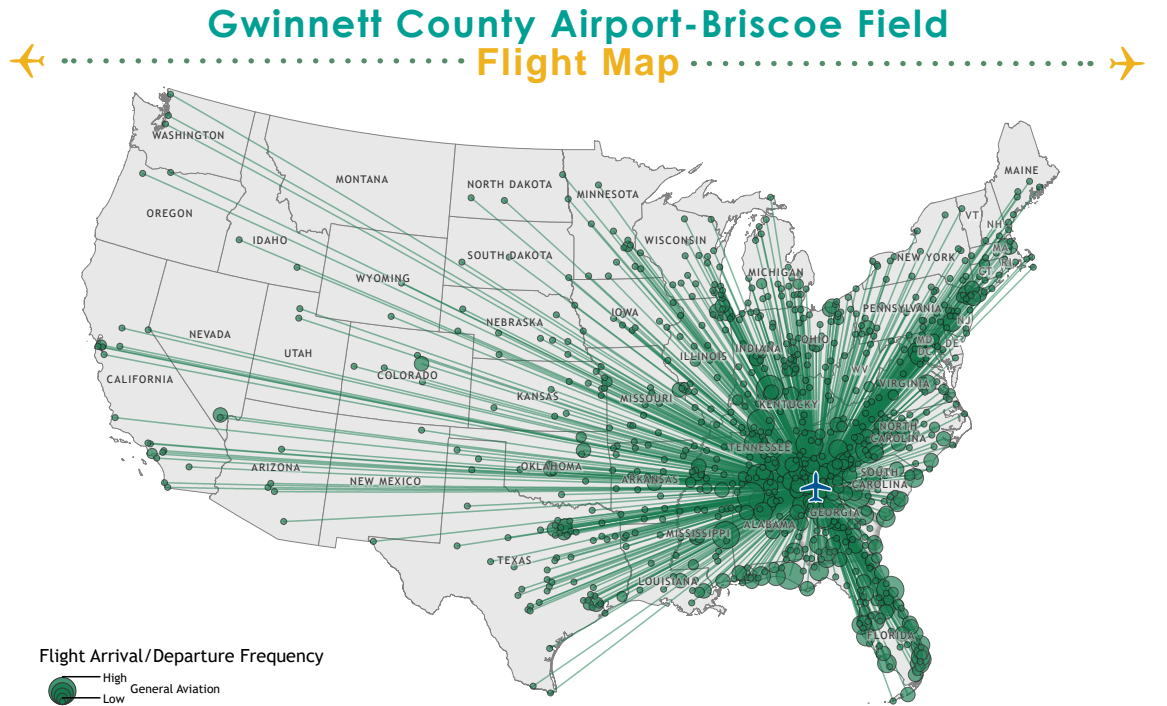 Gwinnett County Airport-Briscoe Field
Flight Map
WASHINGTON
MONTANA
NORTH DAKOTA
MINNESOTA
MAINE
OREGON
IDAHO
WYOMING
SOUTH DAKOTA
WISCONSIN
MICHIGAN
NEW YORK
VT
NH
MA
RI
CT
NEVADA
UTAH
COLORADO
NEBRASKA
IOWA
ILLINOIS
INDIANA
OHIO
PENNSYLVANIA
NJ
MD
DE
DC
WV
VIRGINIA
CALIFORNIA
KANSAS
MISSOURI
KENTUCKY
ARIZONA
NEW MEXICO
OKLAHOMA
ARKANSAS
TENNESSEE
NORTH
CAROLINA
SOUTH
CAROLINA
TEXAS
LOUISIANA
MISSISSIPPI
ALABAMA
GEORGIA
FLORIDA
Flight Arrival/Departure Frequency
High
General Aviation
Low